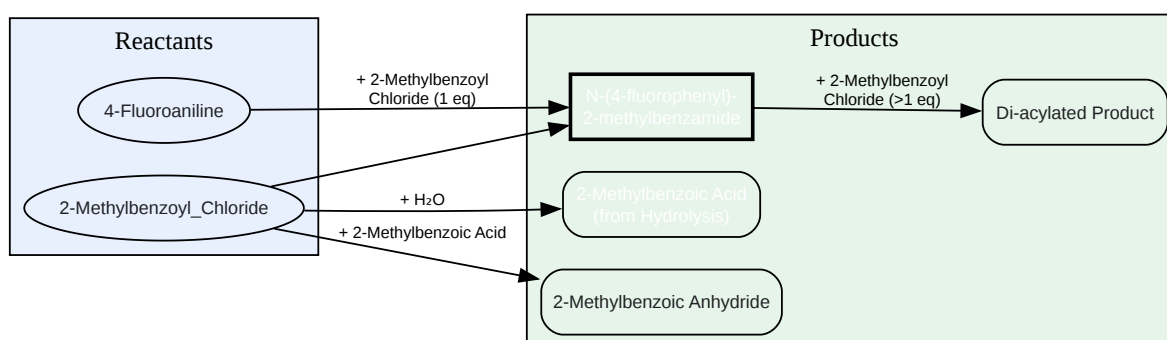 Reactants
Products
4-Fluoroaniline
+ 2-Methylbenzoyl
Chloride (1 eq)
N-(4-fluorophenyl)-
2-methylbenzamide
+ 2-Methylbenzoyl
Chloride (>1 eq)
Di-acylated Product
2-Methylbenzoyl_Chloride
+ H₂O
2-Methylbenzoic Acid
(from Hydrolysis)
+ 2-Methylbenzoic Acid
2-Methylbenzoic Anhydride